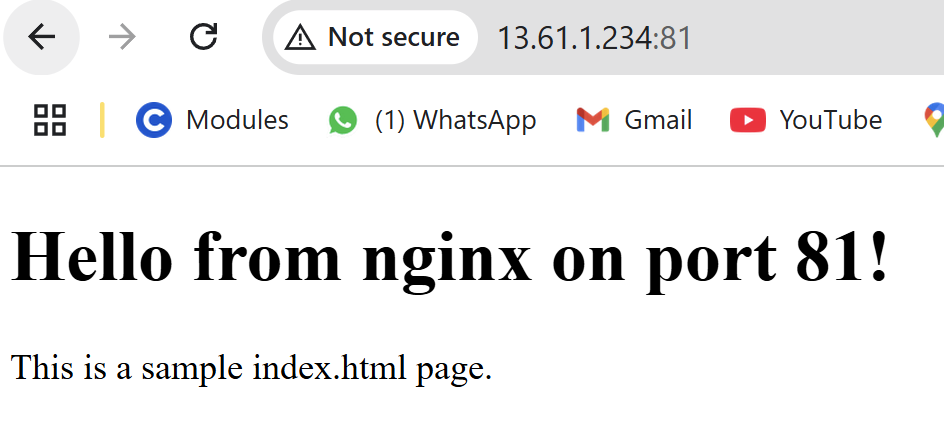 Not secure 13.61.1.234:81
Modules (1) WhatsApp Gmail YouTube
Hello from nginx on port 81!
This is a sample index.html page.